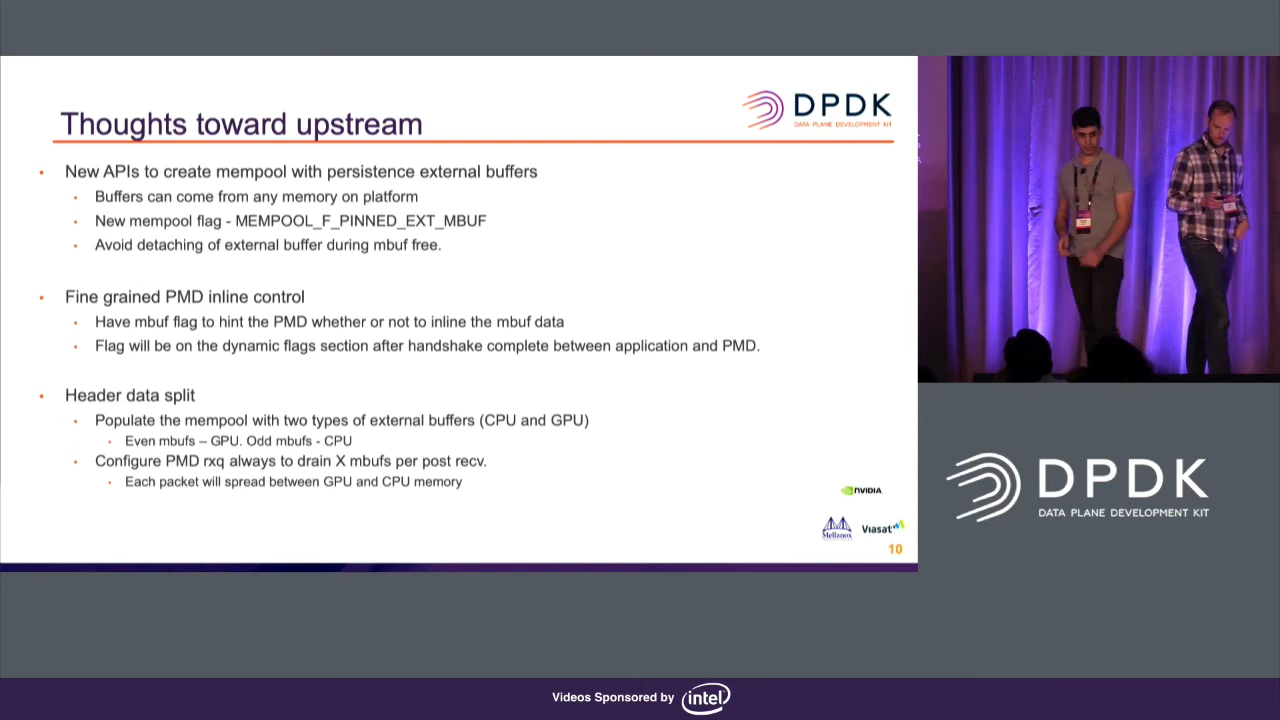 Thoughts toward upstream
DPDK
DATA PLANE DEVELOPMENT KIT
• New APIs to create mempool with persistence external buffers
• Buffers can come from any memory on platform
• New mempool flag - MEMPOOL_F_PINNED_EXT_MBUF
• Avoid detaching of external buffer during mbuf free.
• Fine grained PMD inline control
• Have mbuf flag to hint the PMD whether or not to inline the mbuf data
• Flag will be on the dynamic flags section after handshake complete between application and PMD.
• Header data split
• Populate the mempool with two types of external buffers (CPU and GPU)
• Even mbufs – GPU. Odd mbufs - CPU
• Configure PMD rxq always to drain X mbufs per post recv.
• Each packet will spread between GPU and CPU memory
NVIDIA
Mellanox
Viasat
10
DPDK
DATA PLANE DEVELOPMENT KIT
Videos Sponsored by intel